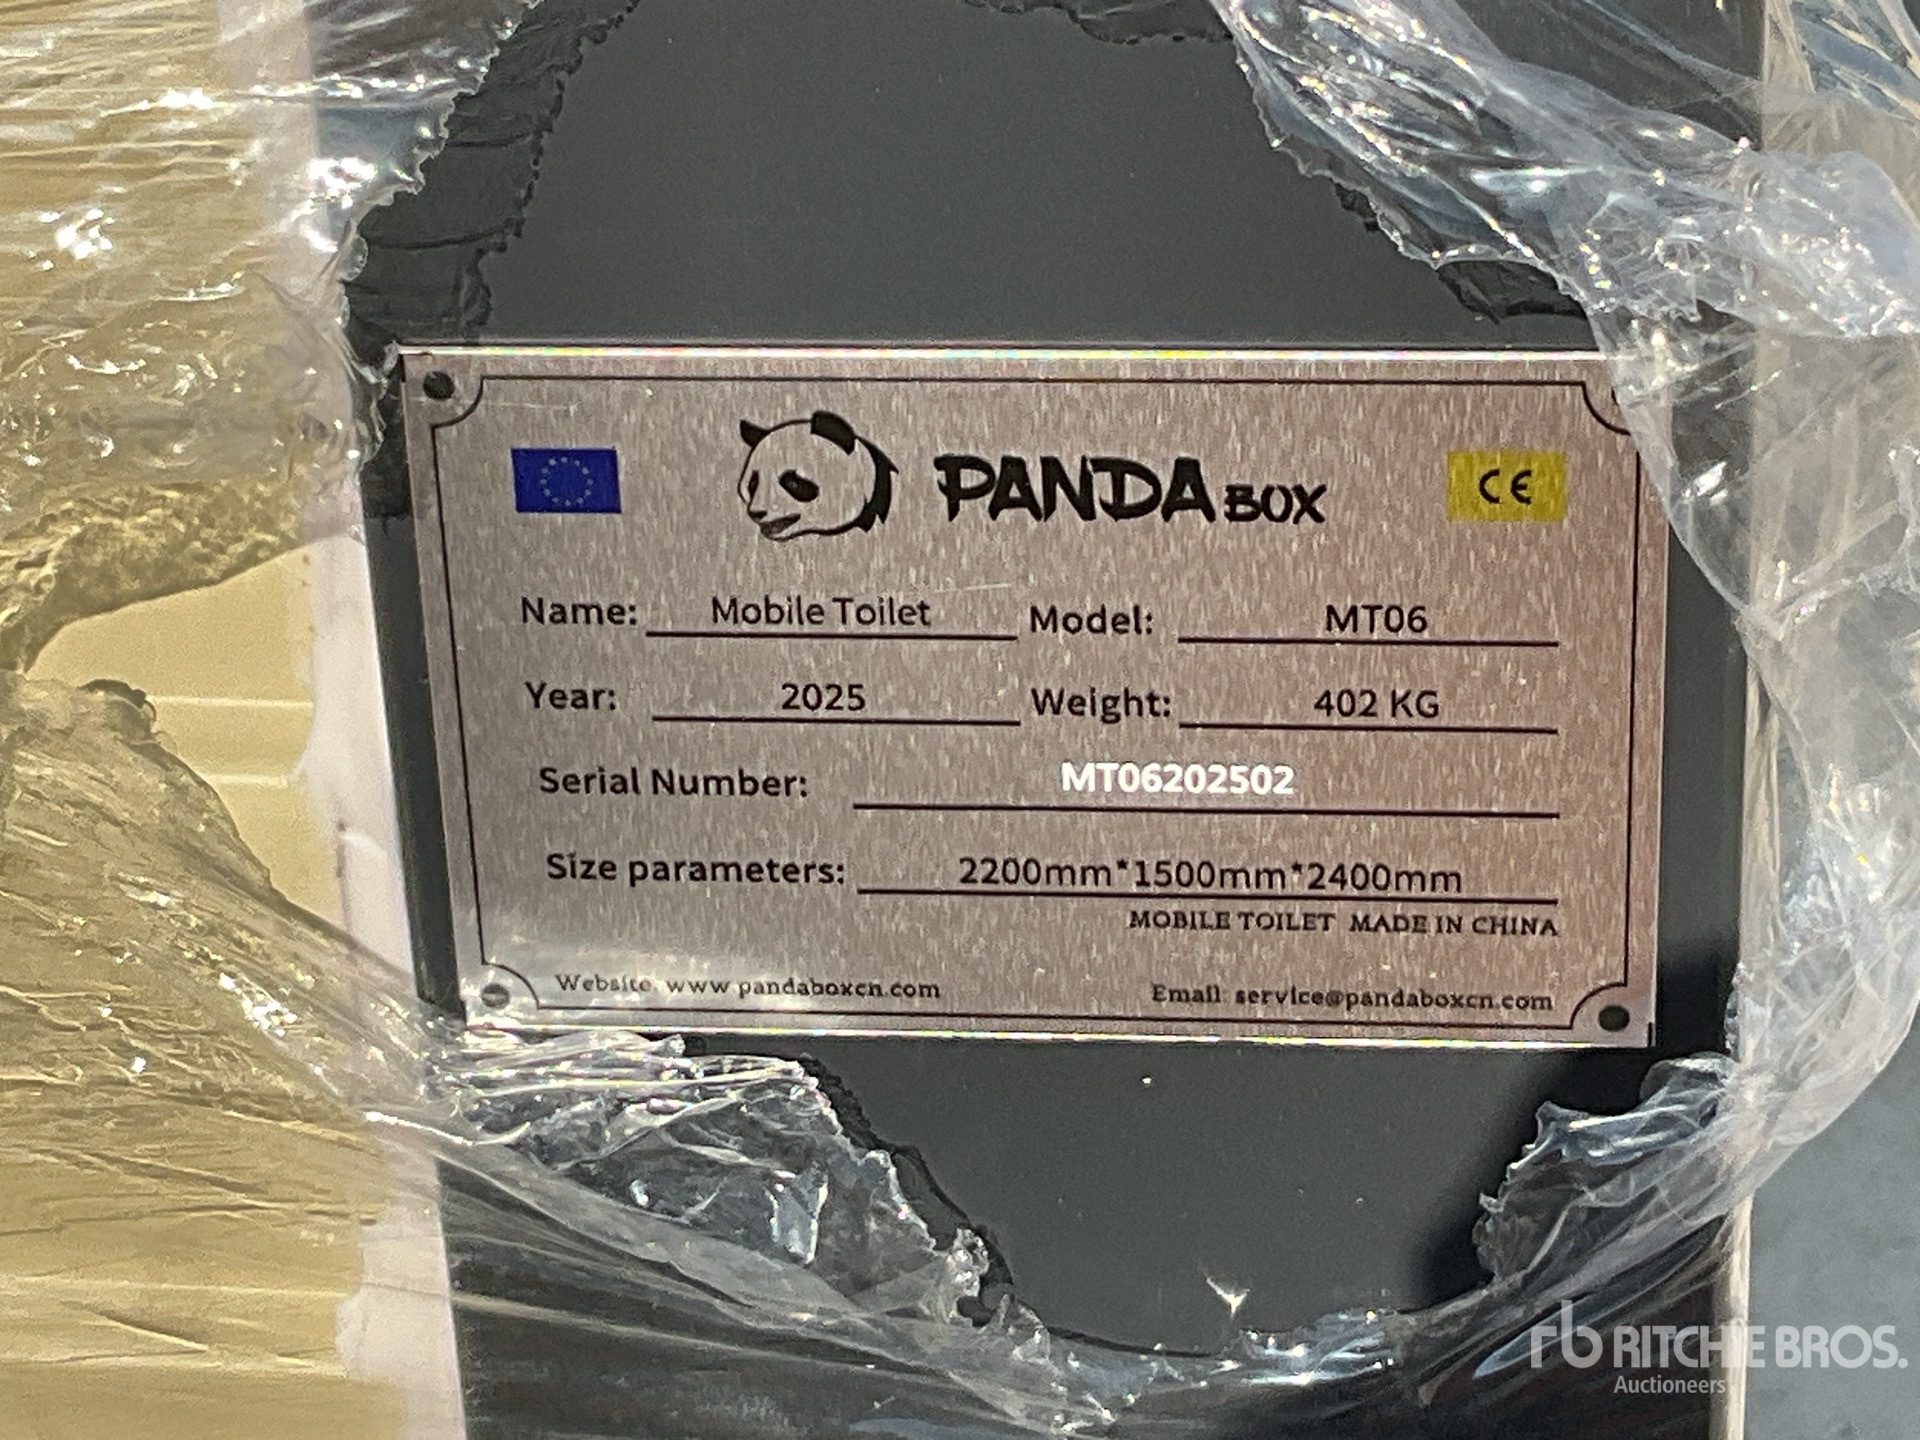 PANDA BOX
CE
Name: Mobile Toilet Model: MT06
Year: 2025 Weight: 402 KG
Serial Number: MT06202502
Size parameters: 2200mm*1500mm*2400mm
MOBILE TOILET MADE IN CHINA
Website: www.pandaboxcn.com Email: service@pandaboxcn.com
rb RITCHIE BROS.
Auctioneers